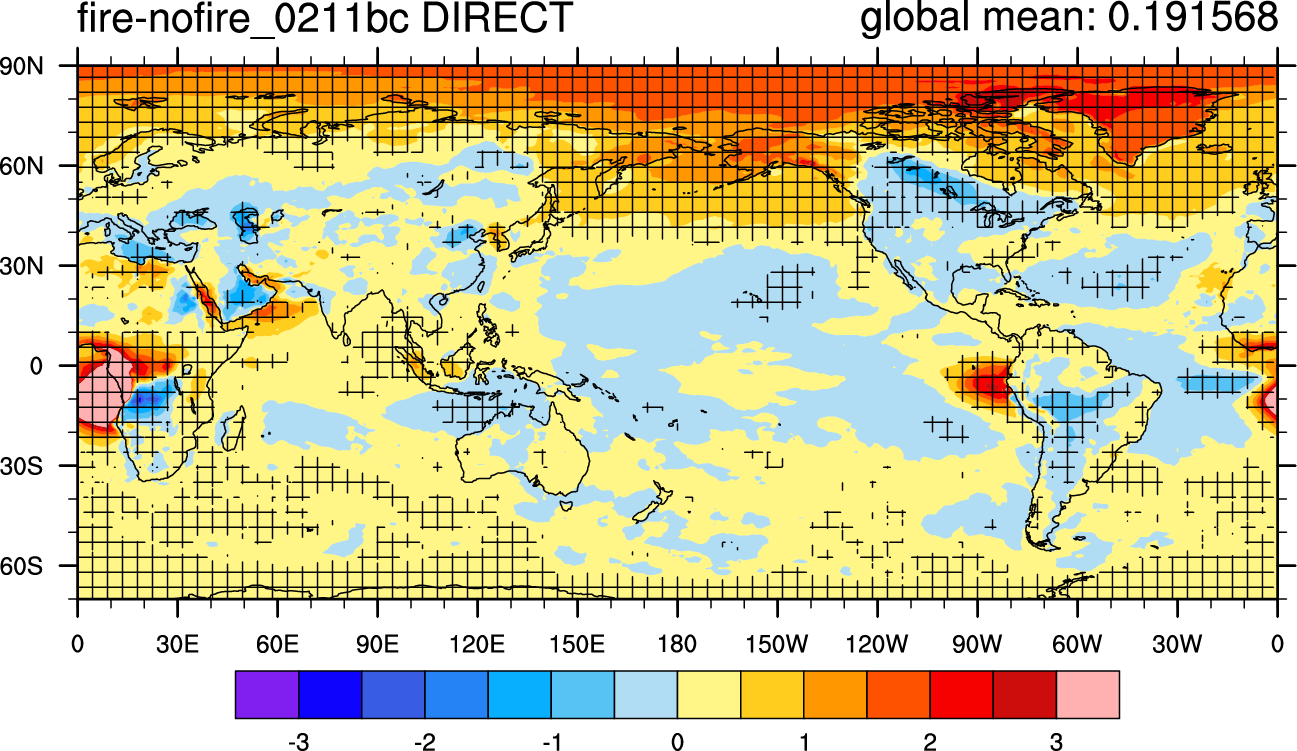 fire-nofire_0211bc DIRECT global mean: 0.191568
90N
60N
30N
0
30S
60S
0 30E 60E 90E 120E 150E 180 150W 120W 90W 60W 30W 0
-3 -2 -1 0 1 2 3